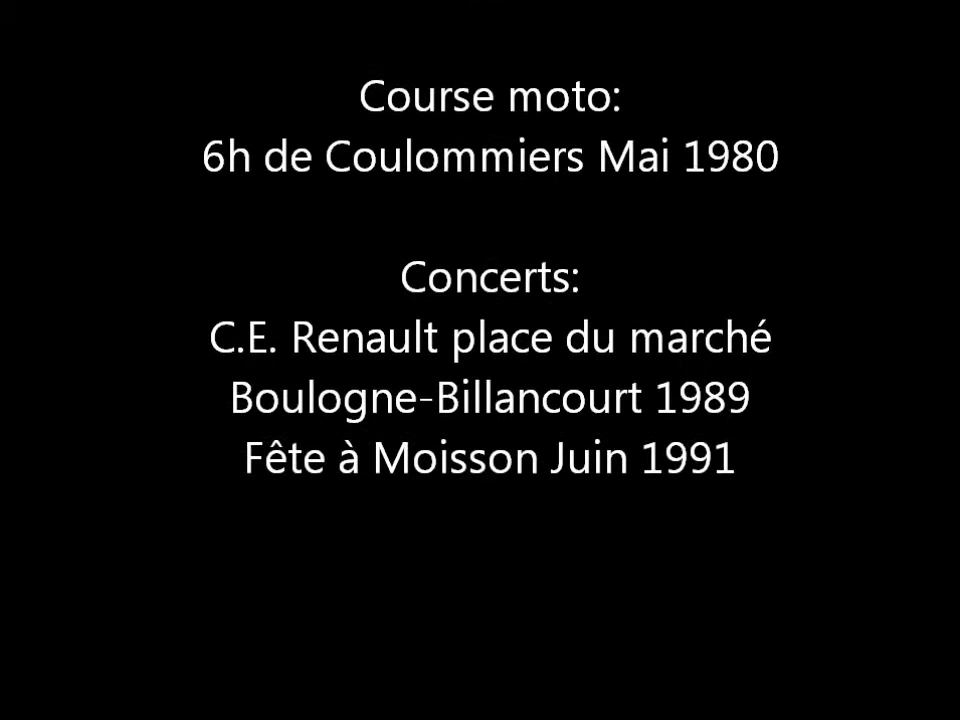 Course moto:
6h de Coulommiers Mai 1980
Concerts:
C.E. Renault place du marché
Boulogne-Billancourt 1989
Fête à Moisson Juin 1991